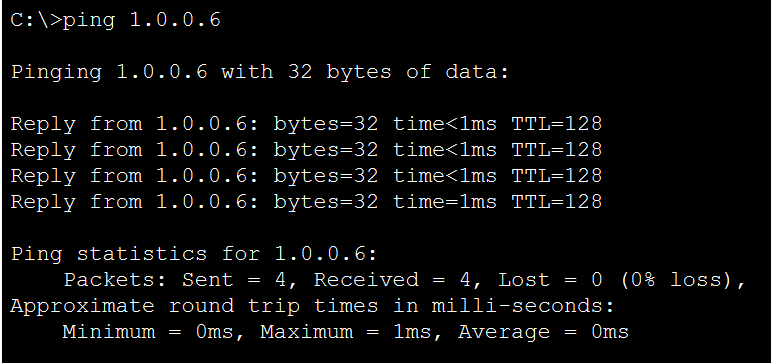 C:\>ping 1.0.0.6
Pinging 1.0.0.6 with 32 bytes of data:
Reply from 1.0.0.6: bytes=32 time<1ms TTL=128
Reply from 1.0.0.6: bytes=32 time<1ms TTL=128
Reply from 1.0.0.6: bytes=32 time<1ms TTL=128
Reply from 1.0.0.6: bytes=32 time=1ms TTL=128
Ping statistics for 1.0.0.6:
    Packets: Sent = 4, Received = 4, Lost = 0 (0% loss),
Approximate round trip times in milli-seconds:
    Minimum = 0ms, Maximum = 1ms, Average = 0ms